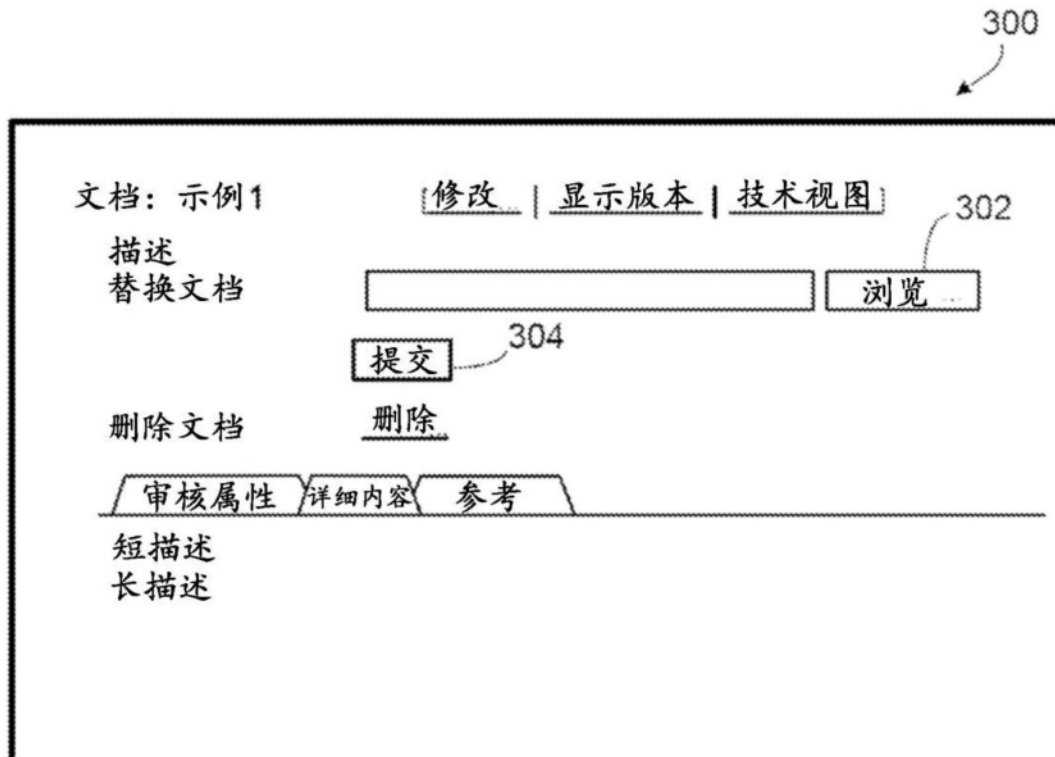 300
文档：示例1 [修改 | 显示版本 | 技术视图]
302
描述
替换文档 浏览...
提交 304
删除文档 删除
审核属性 详细内容 参考
短描述
长描述